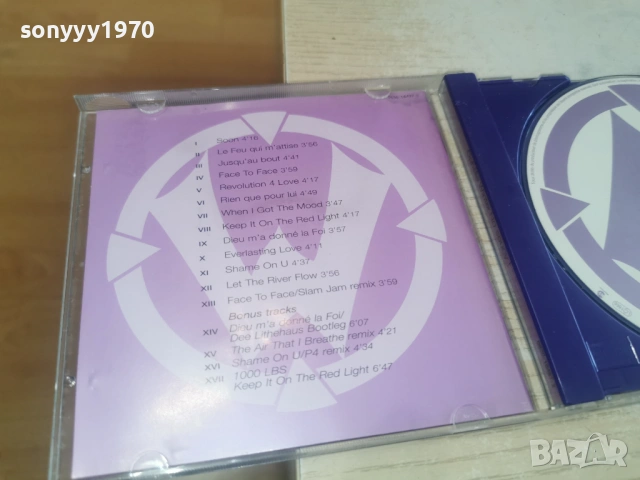 sonyyy1970
I Soon 4'18
II Le Feu qui m'attise 3'56
III Jusqu'au bout 4'41
IV Face To Face 3'59
V Revolution 4 Love 4'17
VI Rien que pour lui 4'49
VII When I Got The Mood 3'47
VIII Keep It On The Red Light 4'17
IX Dieu m'a donné la Foi 3'57
X Everlasting Love 4'11
XI Shame On U 4'37
XII Let The River Flow 3'56
XIII Face To Face/Slam Jam remix 3'59
Bonus tracks
XIV Dieu m'a donné la Foi/
Dee Lithehaus Bootleg 6'07
XV The Air That I Breathe remix 4'21
XVI Shame On U/P4 remix 4'34
XVII 1000 LBS
Keep It On The Red Light 6'47
BAZAR
bazar.bg